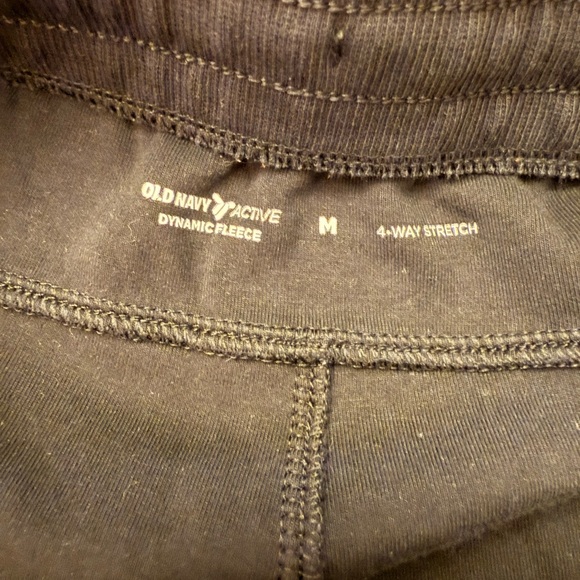 OLD NAVY ACTIVE
DYNAMIC FLEECE
M
4-WAY STRETCH